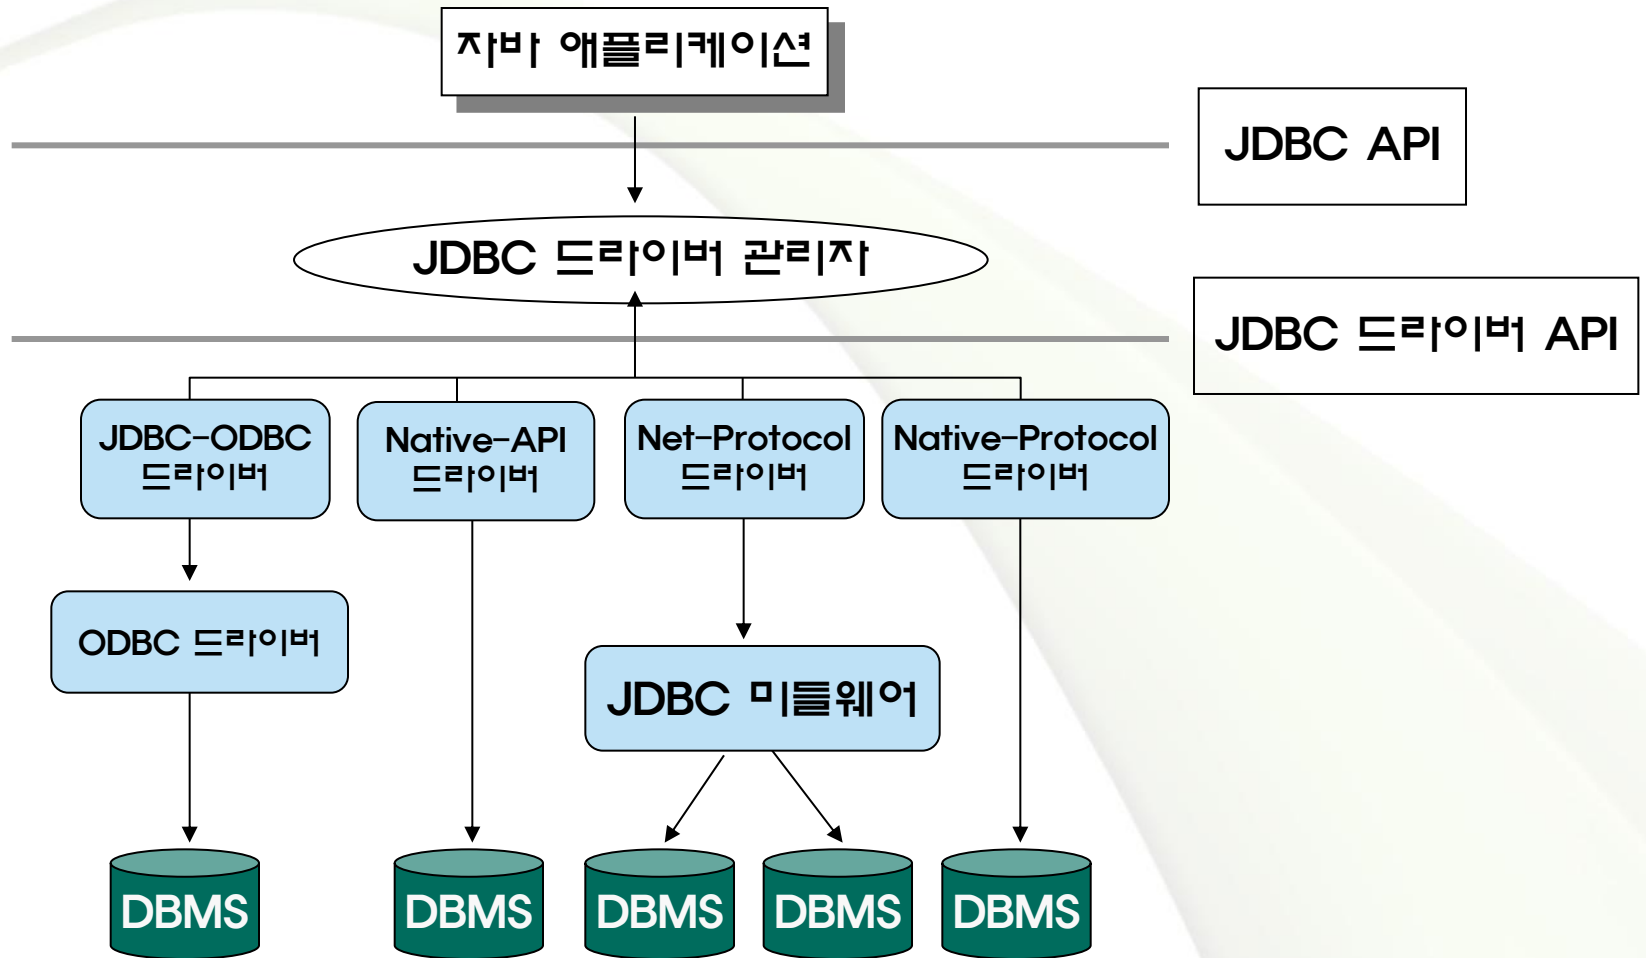 자바 애플리케이션
JDBC API
JDBC 드라이버 관리자
JDBC 드라이버 API
JDBC-ODBC
드라이버
Native-API
드라이버
Net-Protocol
드라이버
Native-Protocol
드라이버
ODBC 드라이버
JDBC 미들웨어
DBMS
DBMS
DBMS
DBMS
DBMS